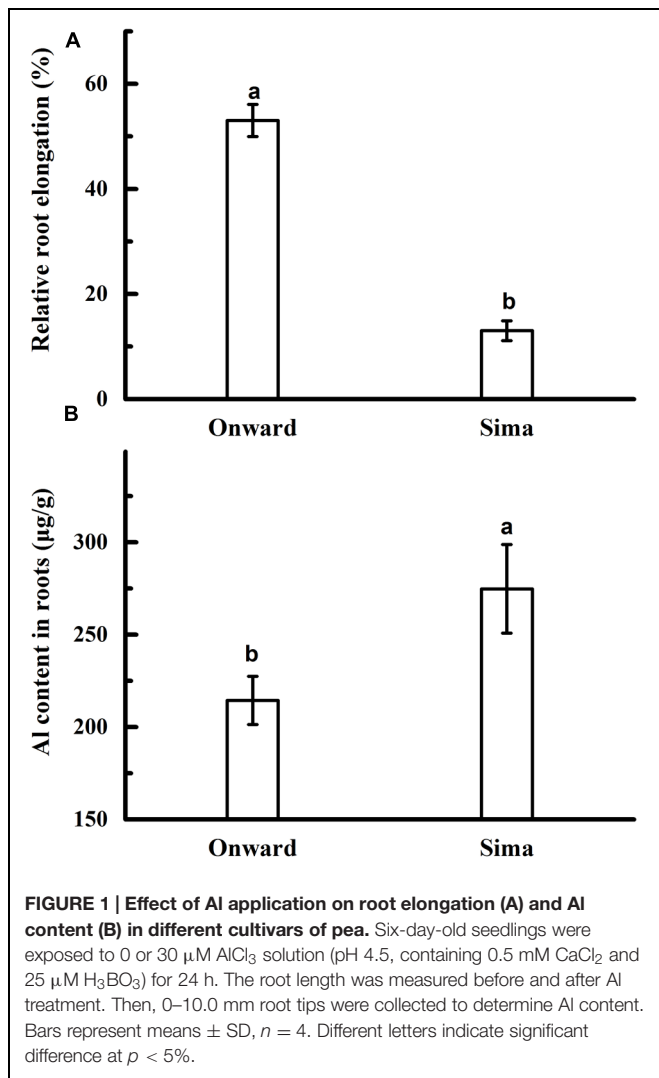 A
Relative root elongation (%)
60
40
20
0
a
b
Onward Sima
B
Al content in roots (µg/g)
300
250
200
150
b
a
Onward Sima
FIGURE 1 | Effect of Al application on root elongation (A) and Al
content (B) in different cultivars of pea. Six-day-old seedlings were
exposed to 0 or 30 μM AlCl₃ solution (pH 4.5, containing 0.5 mM CaCl₂ and
25 μM H₃BO₃) for 24 h. The root length was measured before and after Al
treatment. Then, 0–10.0 mm root tips were collected to determine Al content.
Bars represent means ± SD, n = 4. Different letters indicate significant
difference at p < 5%.